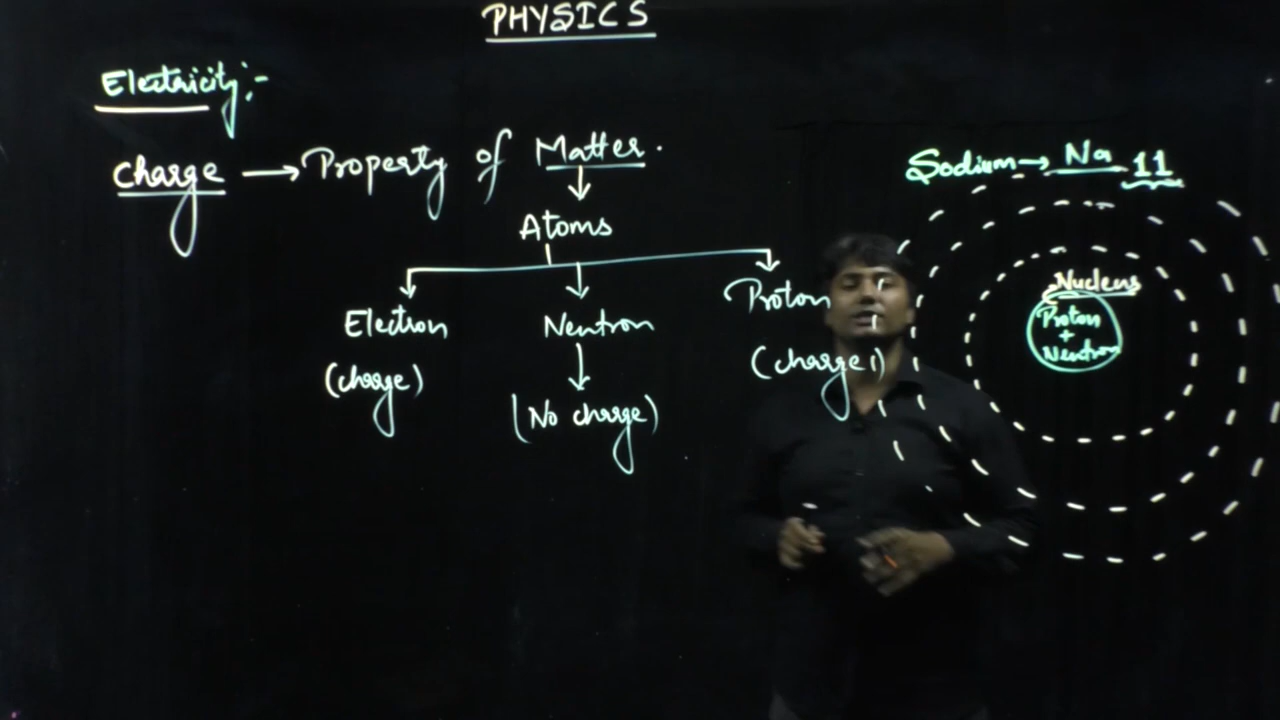 PHYSICS
Electricity:-
Charge → Property of Matter.
Atoms
Electron Neutron Proton
(charge) (No charge) (charge)
Sodium → Na 11
Nucleus
Proton
+
Neutron